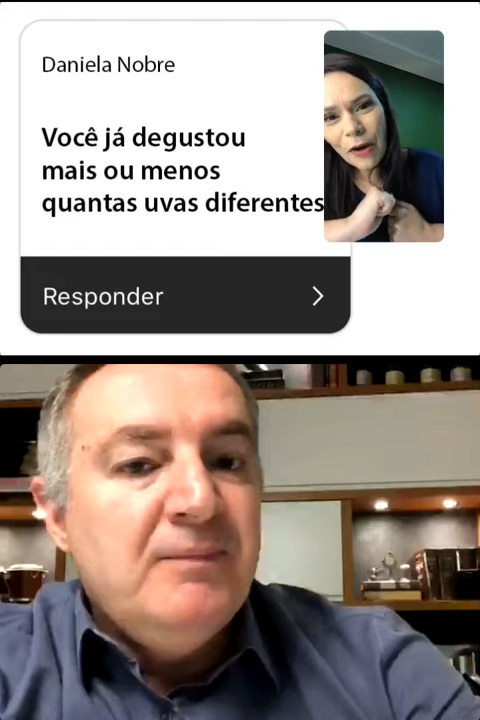 Daniela Nobre
Você já degustou
mais ou menos
quantas uvas diferentes
Responder